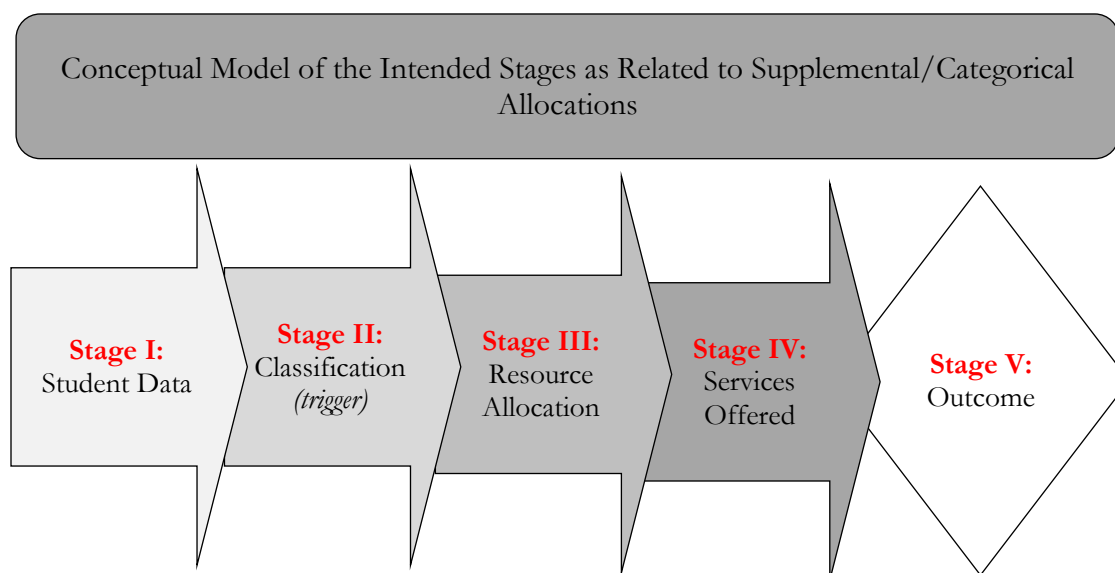 Conceptual Model of the Intended Stages as Related to Supplemental/Categorical
Allocations
Stage I:
Student Data
Stage II:
Classification
(trigger)
Stage III:
Resource
Allocation
Stage IV:
Services
Offered
Stage V:
Outcome